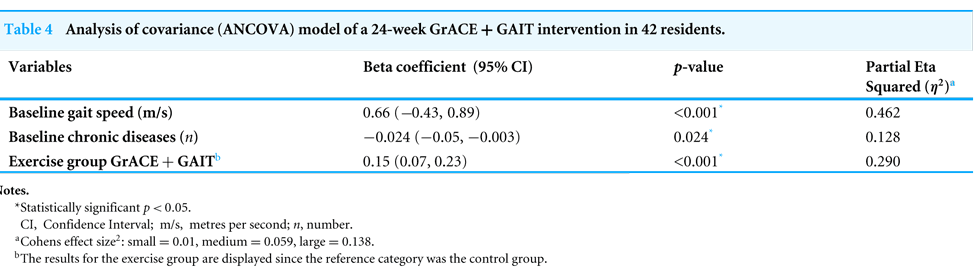 Table 4 Analysis of covariance (ANCOVA) model of a 24-week GrACE + GAIT intervention in 42 residents.
Variables Beta coefficient (95% CI) p-value Partial Eta
Squared (η²)ᵃ
Baseline gait speed (m/s) 0.66 (−0.43, 0.89) <0.001* 0.462
Baseline chronic diseases (n) −0.024 (−0.05, −0.003) 0.024* 0.128
Exercise group GrACE + GAITᵇ 0.15 (0.07, 0.23) <0.001* 0.290
Notes.
*Statistically significant p < 0.05.
CI, Confidence Interval; m/s, metres per second; n, number.
ᵃCohens effect size²: small = 0.01, medium = 0.059, large = 0.138.
ᵇThe results for the exercise group are displayed since the reference category was the control group.